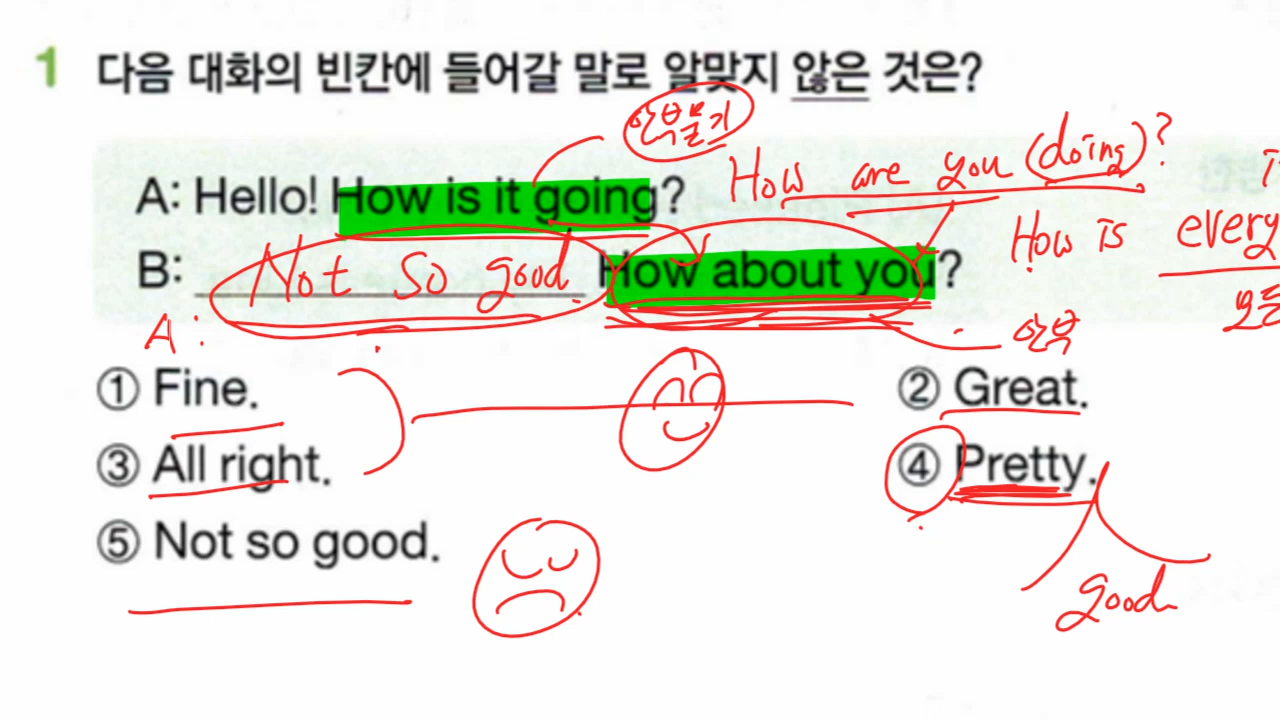 1 다음 대화의 빈칸에 들어갈 말로 알맞지 않은 것은?
안부묻기
How are you (doing)?
A: Hello! How is it going?
How is every
B: Not so good. How about you?
A:
안부
① Fine.
② Great.
③ All right.
④ Pretty.
⑤ Not so good.
good